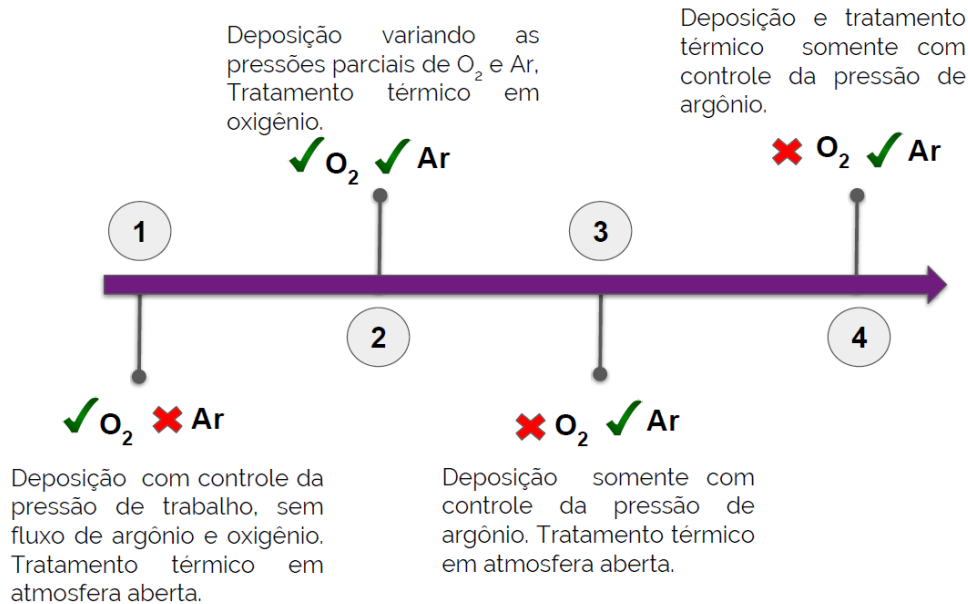 Deposição variando as
pressões parciais de O₂ e Ar,
Tratamento térmico em
oxigênio.
O₂ Ar
Deposição e tratamento
térmico somente com
controle da pressão de
argônio.
O₂ Ar
1
3
2
4
O₂ Ar
Deposição com controle da
pressão de trabalho, sem
fluxo de argônio e oxigênio.
Tratamento térmico em
atmosfera aberta.
O₂ Ar
Deposição somente com
controle da pressão de
argônio. Tratamento térmico
em atmosfera aberta.